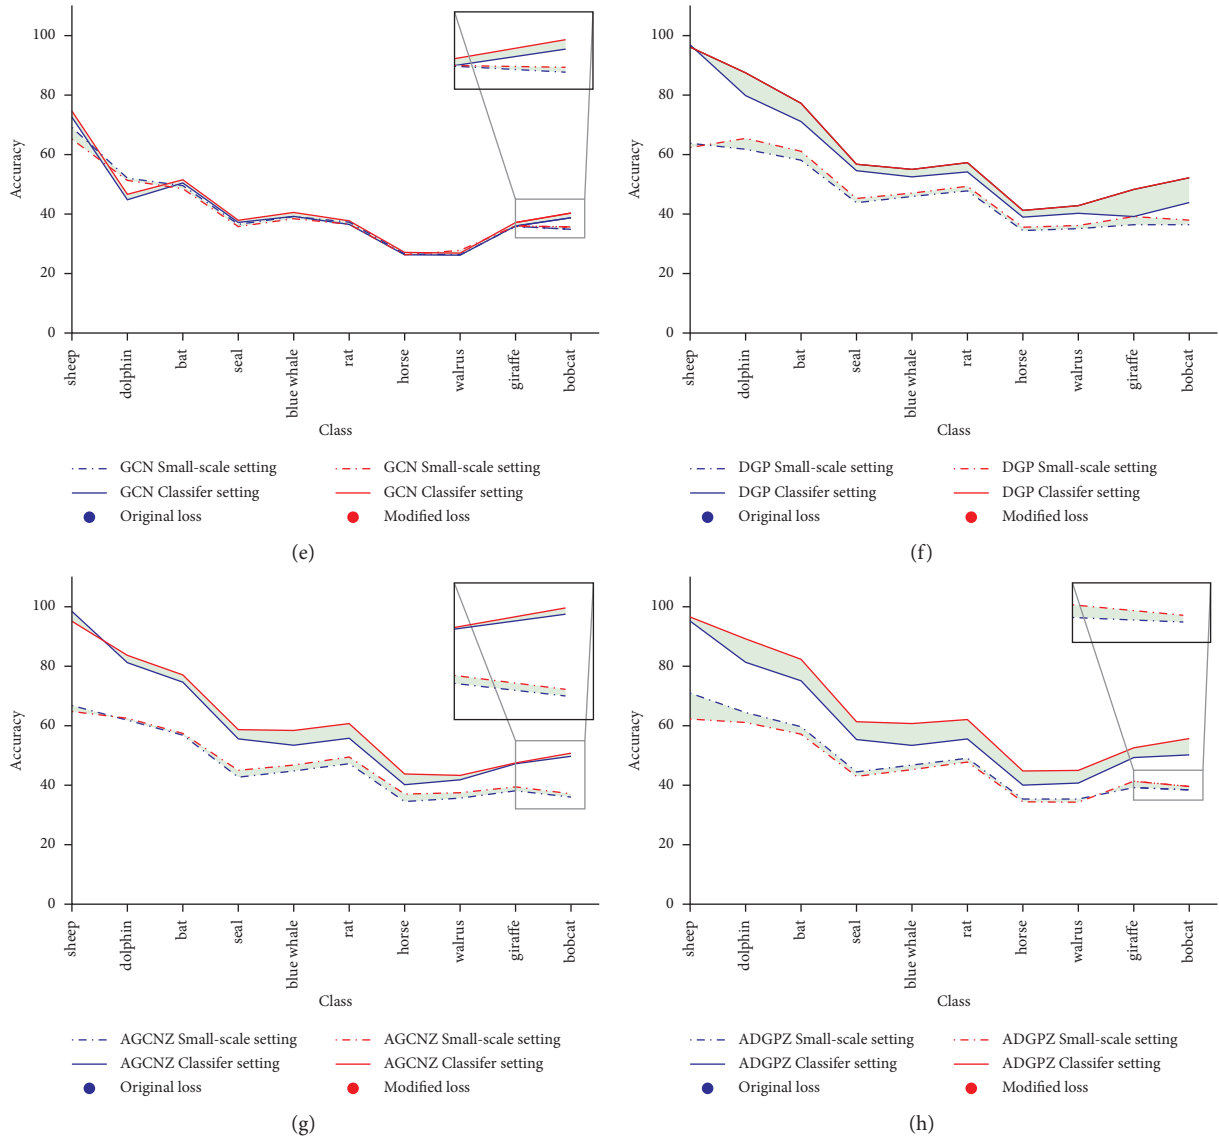 100
80
60
40
20
0
Accuracy
sheep
dolphin
bat
seal
blue whale
rat
horse
walrus
giraffe
bobcat
Class
GCN Small-scale setting
GCN Classifer setting
Original loss
GCN Small-scale setting
GCN Classifer setting
Modified loss
(e)
100
80
60
40
20
0
Accuracy
sheep
dolphin
bat
seal
blue whale
rat
horse
walrus
giraffe
bobcat
Class
DGP Small-scale setting
DGP Classifer setting
Original loss
DGP Small-scale setting
DGP Classifer setting
Modified loss
(f)
100
80
60
40
20
0
Accuracy
sheep
dolphin
bat
seal
blue whale
rat
horse
walrus
giraffe
bobcat
Class
AGCNZ Small-scale setting
AGCNZ Classifer setting
Original loss
AGCNZ Small-scale setting
AGCNZ Classifer setting
Modified loss
(g)
100
80
60
40
20
0
Accuracy
sheep
dolphin
bat
seal
blue whale
rat
horse
walrus
giraffe
bobcat
Class
ADGPZ Small-scale setting
ADGPZ Classifer setting
Original loss
ADGPZ Small-scale setting
ADGPZ Classifer setting
Modified loss
(h)